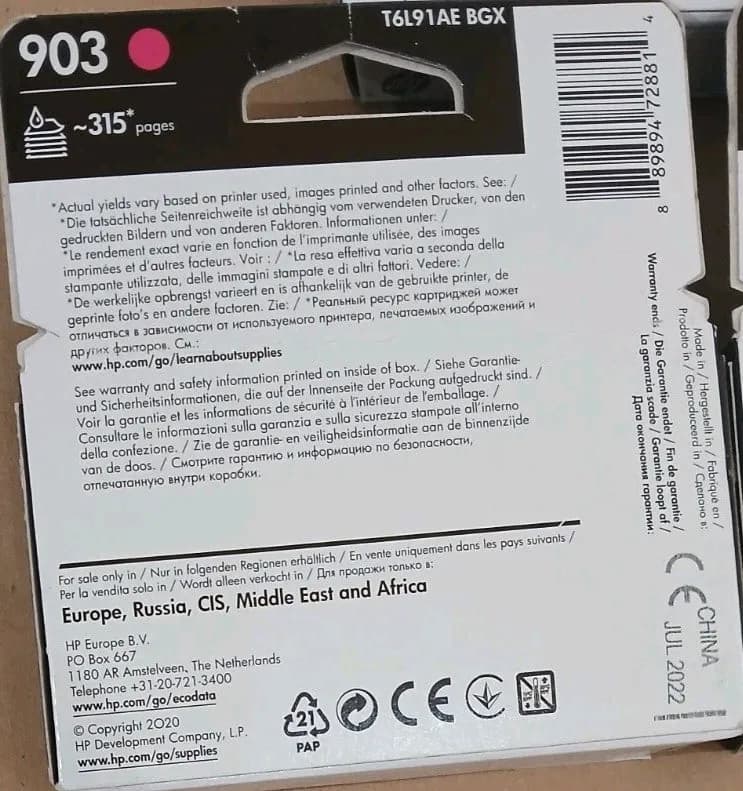 903
T6L91AE BGX
~315* pages
*Actual yields vary based on printer used, images printed and other factors. See: /
*Die tatsächliche Seitenreichweite ist abhängig vom verwendeten Drucker, von den
gedruckten Bildern und von anderen Faktoren. Informationen unter: /
*Le rendement exact varie en fonction de l'imprimante utilisée, des images
imprimées et d'autres facteurs. Voir : / *La resa effettiva varia a seconda della
stampante utilizzata, delle immagini stampate e di altri fattori. Vedere: /
*De werkelijke opbrengst varieert en is afhankelijk van de gebruikte printer, de
geprinte foto's en andere factoren. Zie: / *Реальный ресурс картриджей может
отличаться в зависимости от используемого принтера, печатаемых изображений и
других факторов. См.:
www.hp.com/go/learnaboutsupplies
See warranty and safety information printed on inside of box. / Siehe Garantie-
und Sicherheitsinformationen, die auf der Innenseite der Packung aufgedruckt sind. /
Voir la garantie et les informations de sécurité à l'intérieur de l'emballage. /
Consultare le informazioni sulla garanzia e sulla sicurezza stampate all'interno
della confezione. / Zie de garantie- en veiligheidsinformatie aan de binnenzijde
van de doos. / Смотрите гарантию и информацию по безопасности,
отпечатанную внутри коробки.
For sale only in / Nur in folgenden Regionen erhältlich / En vente uniquement dans les pays suivants /
Per la vendita solo in / Wordt alleen verkocht in / Для продажи только в:
Europe, Russia, CIS, Middle East and Africa
HP Europe B.V.
PO Box 667
1180 AR Amstelveen, The Netherlands
Telephone +31-20-721-3400
www.hp.com/go/ecodata
© Copyright 2020
HP Development Company, L.P.
www.hp.com/go/supplies
21
PAP
CE
8 89894 72881 4
Made in / Hergestellt in / Fabriqué en /
Prodotto in / Geproduceerd in / Сделано в:
Warranty ends / Die Garantie endet / Fin de garantie /
La garanzia scade / Garantie loopt af /
Дата окончания гарантии:
CE
CHINA
JUL 2022